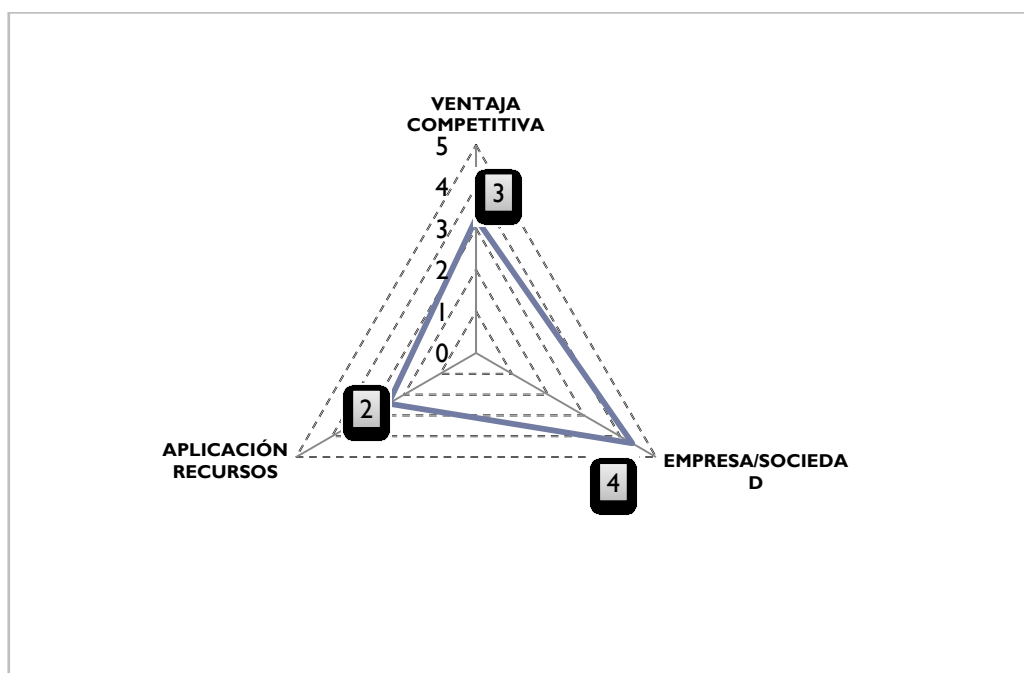 VENTAJA
COMPETITIVA
5
4
3
3
2
1
0
2
APLICACIÓN
RECURSOS
EMPRESA/SOCIEDA
D
4